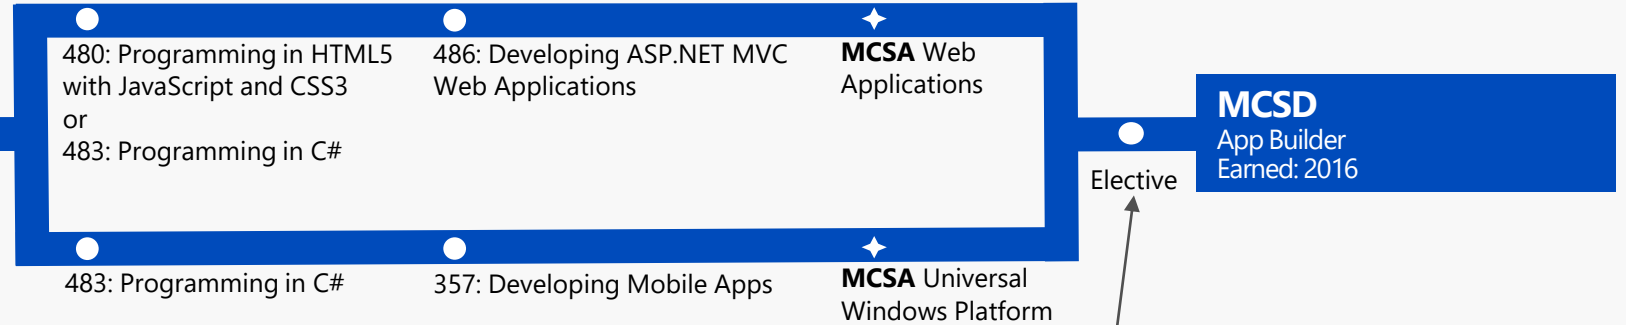 480: Programming in HTML5
with JavaScript and CSS3
or
483: Programming in C#
486: Developing ASP.NET MVC
Web Applications
MCSA Web
Applications
483: Programming in C#
357: Developing Mobile Apps
MCSA Universal
Windows Platform
Elective
MCSD
App Builder
Earned: 2016